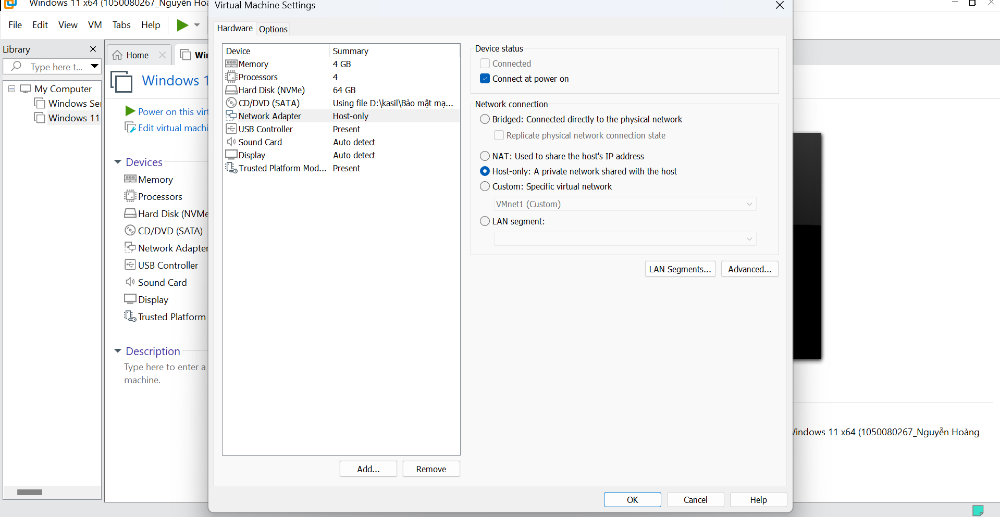 Windows 11 x64 (1050080267_Nguyễn Hoà
File Edit View VM Tabs Help
Library
Type here t...
My Computer
Windows Se
Windows 11
Home
Wi
Windows 1
Power on this virt
Edit virtual machi
Devices
Memory
Processors
Hard Disk (NVMe
CD/DVD (SATA)
Network Adapter
USB Controller
Sound Card
Display
Trusted Platform
Description
Type here to enter a
machine.
Virtual Machine Settings
Hardware Options
Device Summary
Memory 4 GB
Processors 4
Hard Disk (NVMe) 64 GB
CD/DVD (SATA) Using file D:\kasil\Bảo mật mạ...
Network Adapter Host-only
USB Controller Present
Sound Card Auto detect
Display Auto detect
Trusted Platform Mod... Present
Add... Remove
Device status
Connected
Connect at power on
Network connection
Bridged: Connected directly to the physical network
Replicate physical network connection state
NAT: Used to share the host's IP address
Host-only: A private network shared with the host
Custom: Specific virtual network
VMnet1 (Custom)
LAN segment:
LAN Segments... Advanced...
OK Cancel Help
Windows 11 x64 (1050080267_Nguyễn Hoàng